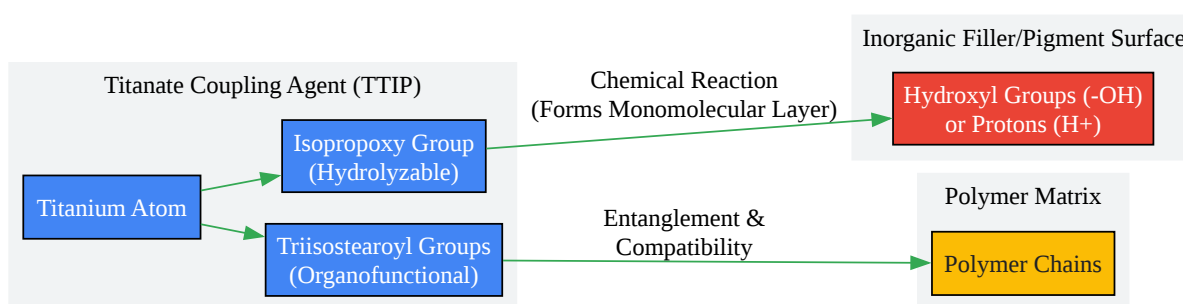 Titanate Coupling Agent (TTIP)
Titanium Atom
Isopropoxy Group
(Hydrolyzable)
Triisostearoyl Groups
(Organofunctional)
Chemical Reaction
(Forms Monomolecular Layer)
Entanglement &
Compatibility
Inorganic Filler/Pigment Surface
Hydroxyl Groups (-OH)
or Protons (H+)
Polymer Matrix
Polymer Chains